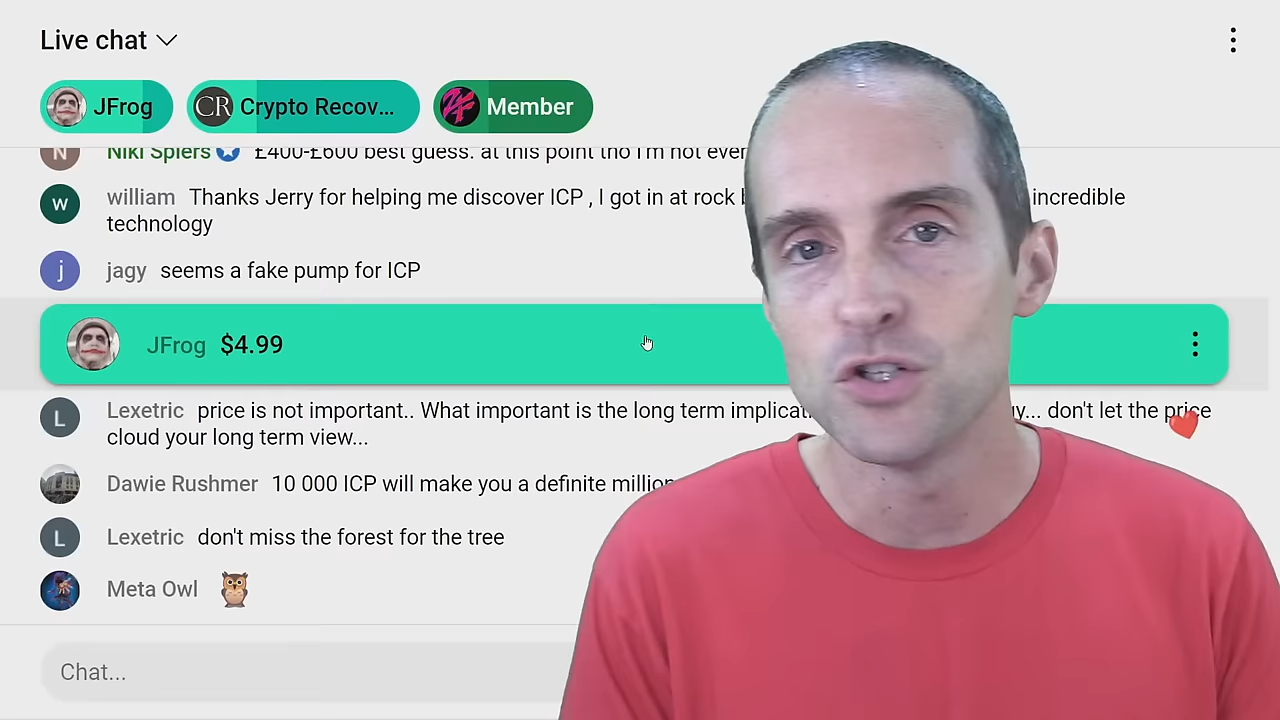 Live chat
JFrog
CR Crypto Recov...
Member
N Niki Spiers £400-£600 best guess. at this point tho I'm not
w william Thanks Jerry for helping me discover ICP , I got in at rock incredible
technology
j jagy seems a fake pump for ICP
JFrog $4.99
L Lexetric price is not important.. What important is the long term don't let the price
cloud your long term view...
Dawie Rushmer 10 000 ICP will make you a definite
L Lexetric don't miss the forest for the tree
Meta Owl
Chat...